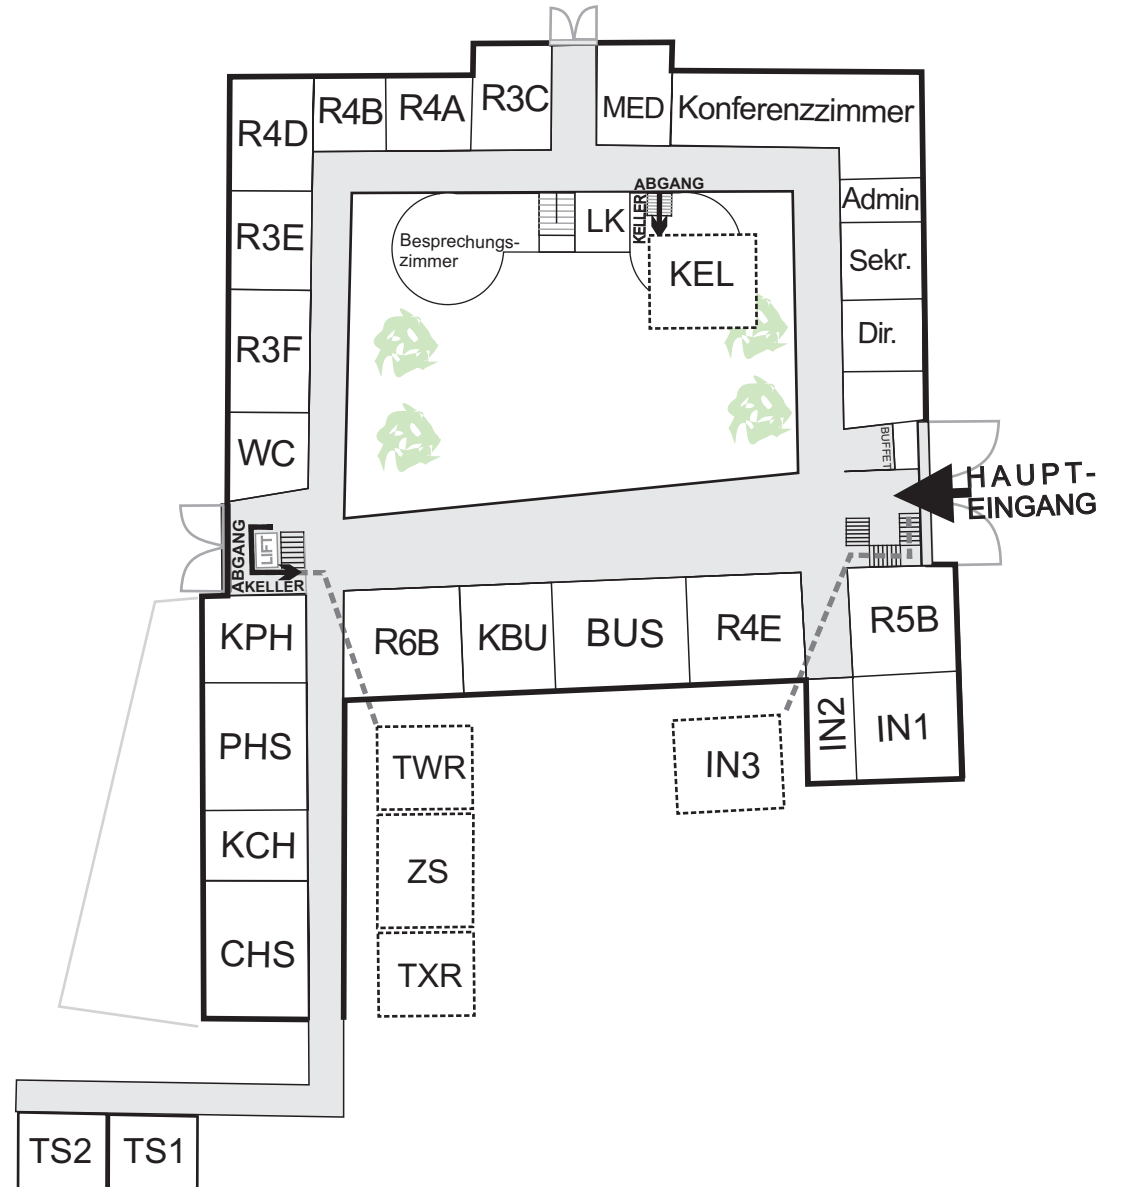 R4D
R4B
R4A
R3C
MED
Konferenzzimmer
ABGANG
KELLER
Admin
R3E
Besprechungs-
zimmer
LK
KEL
Sekr.
R3F
Dir.
WC
BUFFET
HAUPT-
EINGANG
ABGANG
LIFT
KELLER
KPH
R6B
KBU
BUS
R4E
R5B
PHS
TWR
IN3
IN2
IN1
KCH
ZS
CHS
TXR
TS2
TS1